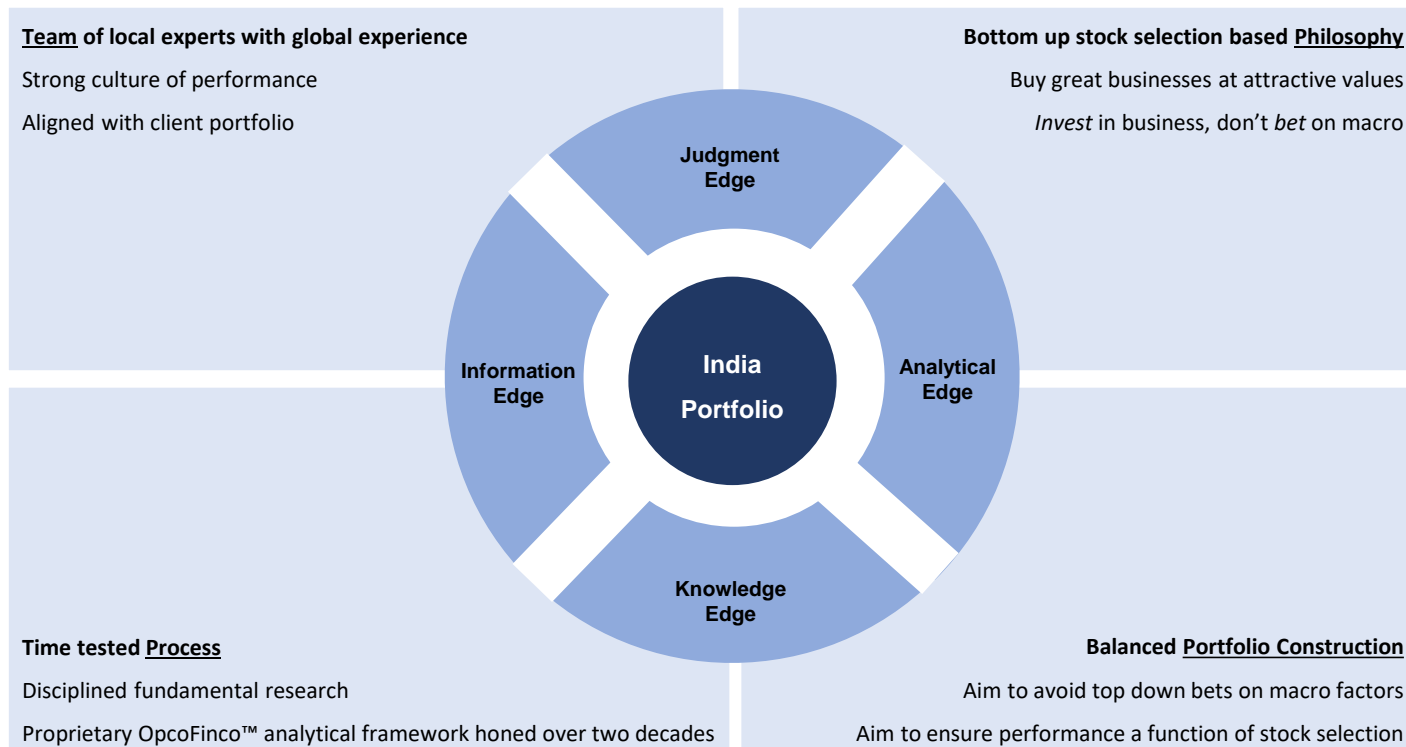 Team of local experts with global experience
Strong culture of performance
Aligned with client portfolio
Bottom up stock selection based Philosophy
Buy great businesses at attractive values
Invest in business, don’t bet on macro
Judgment
Edge
Information
Edge
India
Portfolio
Analytical
Edge
Knowledge
Edge
Time tested Process
Disciplined fundamental research
Proprietary OpcoFinco™ analytical framework honed over two decades
Balanced Portfolio Construction
Aim to avoid top down bets on macro factors
Aim to ensure performance a function of stock selection